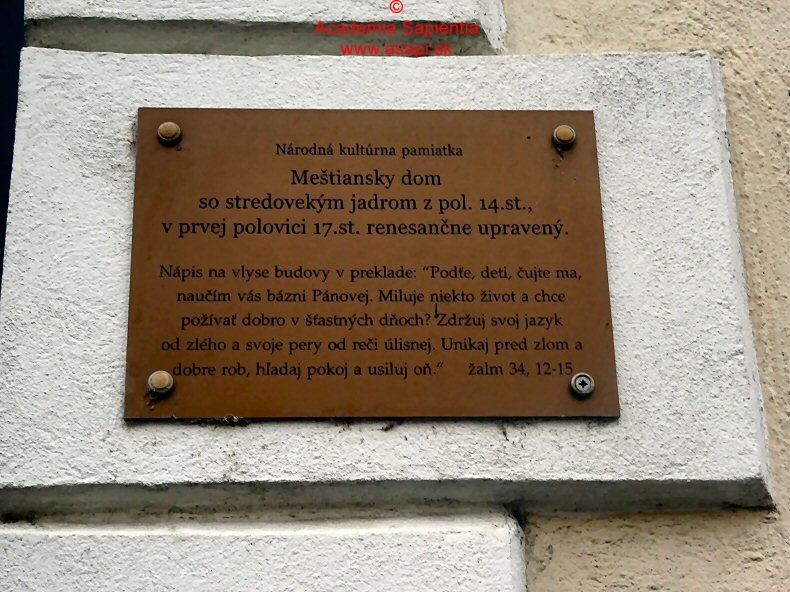 ©
Academia Sapientia
www.asapi.sk
Národná kultúrna pamiatka
Meštiansky dom
so stredovekým jadrom z pol. 14.st.,
v prvej polovici 17.st. renesančne upravený.
Nápis na vlyse budovy v preklade: “Poďťe, deti, čujte ma,
naučím vás bázni Pánovej. Miluje niekto život a chce
požívať dobro v šťastných dňoch? Zdržuj svoj jazyk
od zlého a svoje pery od reči úlisnej. Unikaj pred zlom a
dobre rob, hľadaj pokoj a usiluj oň.“ žalm 34, 12-15